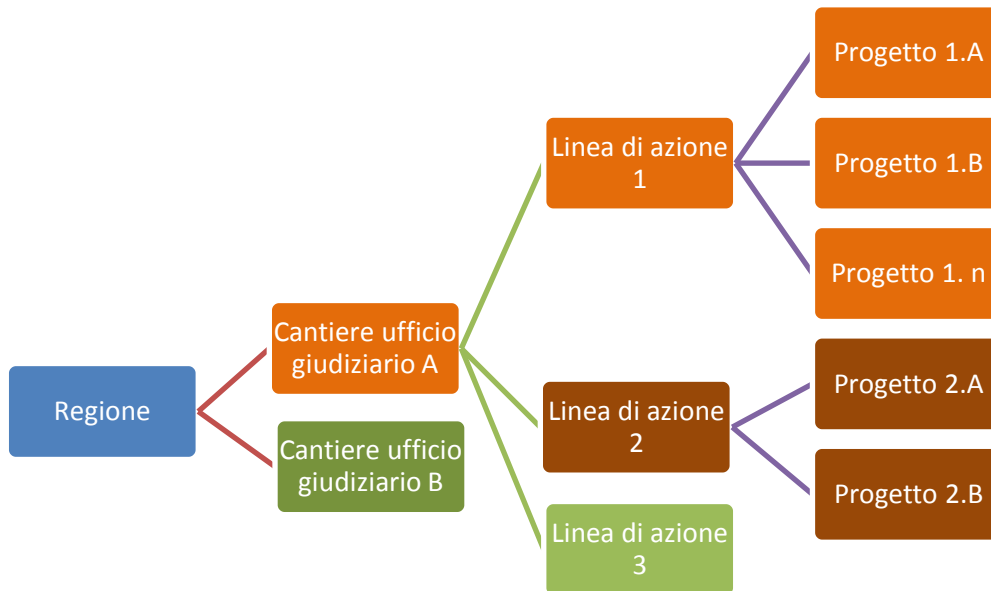 Regione
Cantiere ufficio
giudiziario A
Cantiere ufficio
giudiziario B
Linea di azione
1
Linea di azione
2
Linea di azione
3
Progetto 1.A
Progetto 1.B
Progetto 1. n
Progetto 2.A
Progetto 2.B